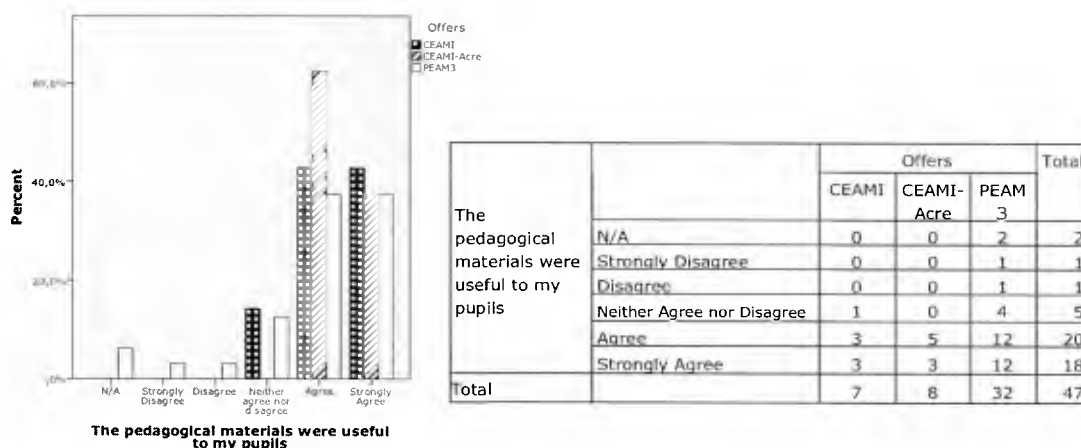 Offers
CEAMI
CEAMI-Acre
PEAM3
60,0%
40,0%
20,0%
,0%
Percent
N/A
Strongly Disagree
Disagree
Neither agree nor disagree
Agree
Strongly Agree
The pedagogical materials were useful
to my pupils
The pedagogical materials were useful to my pupils
Offers Total
CEAMI CEAMI-Acre PEAM 3
N/A 0 0 2 2
Strongly Disagree 0 0 1 1
Disagree 0 0 1 1
Neither Agree nor Disagree 1 0 4 5
Agree 3 5 12 20
Strongly Agree 3 3 12 18
Total 7 8 32 47